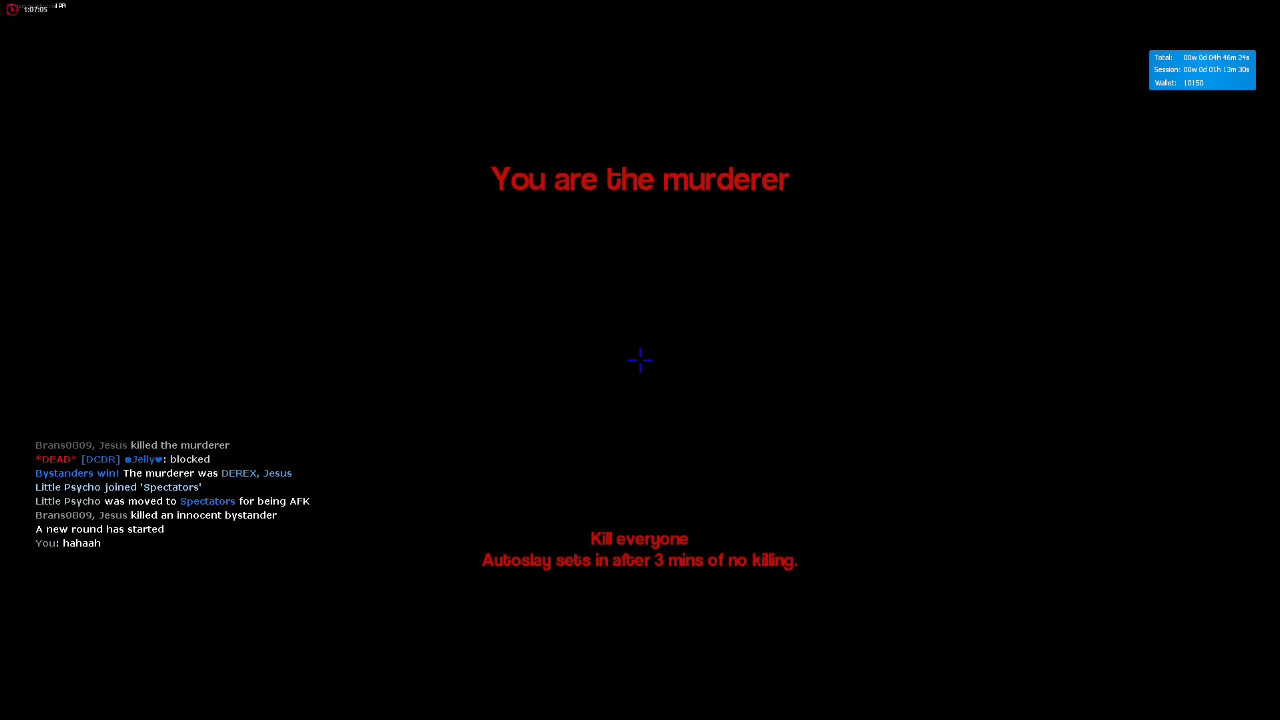 1:07:05
Total: 00w 0d 04h 46m 24s
Session: 00w 0d 01h 13m 30s
Wallet: 10150
You are the murderer
Brans0809, Jesus killed the murderer
*DEAD* [DCDR] Jelly♥: blocked
Bystanders win! The murderer was DEREX, Jesus
Little Psycho joined 'Spectators'
Little Psycho was moved to Spectators for being AFK
Brans0809, Jesus killed an innocent bystander
A new round has started
You: hahaah
Kill everyone
Autoslay sets in after 3 mins of no killing.